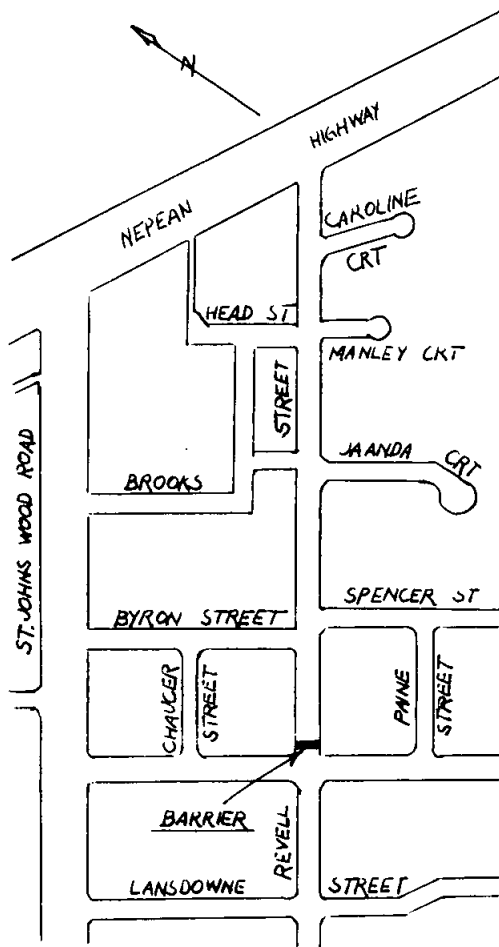 N
HIGHWAY
NEPEAN
CAROLINE
CRT
HEAD ST
MANLEY CRT
STREET
JAANDA
CRT
BROOKS
ST. JOHNS WOOD ROAD
SPENCER ST
BYRON STREET
CHAUCER
STREET
PAINE
STREET
BARRIER
REVELL
LANSDOWNE
STREET